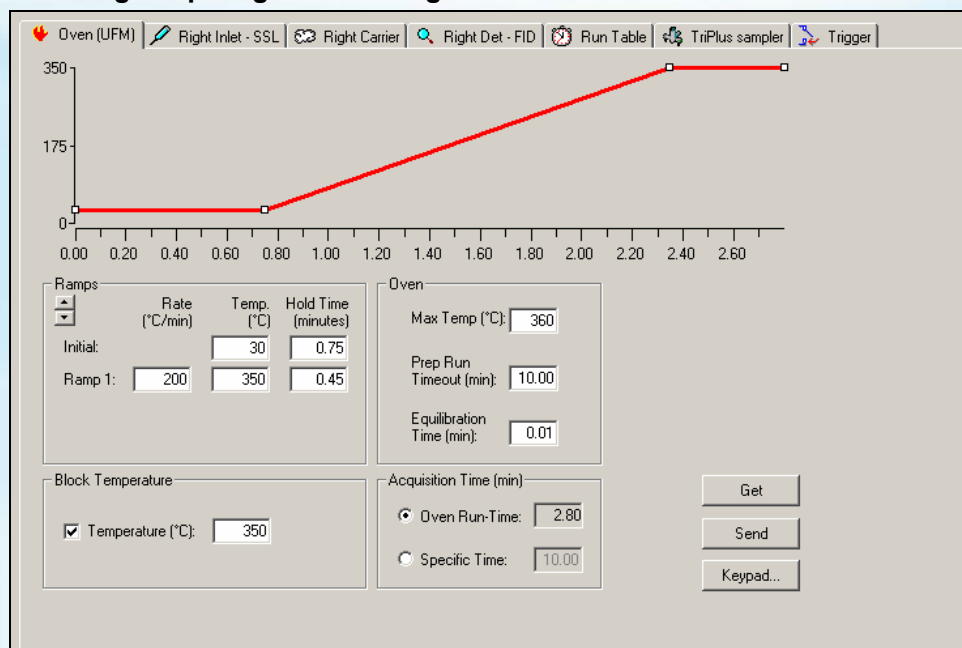 Oven (UFM) Right Inlet - SSL Right Carrier Right Det - FID Run Table TriPlus sampler Trigger
350
175
0
0.00 0.20 0.40 0.60 0.80 1.00 1.20 1.40 1.60 1.80 2.00 2.20 2.40 2.60
Ramps
Rate Temp. Hold Time
(°C/min) (°C) (minutes)
Initial: 30 0.75
Ramp 1: 200 350 0.45
Oven
Max Temp (°C): 360
Prep Run
Timeout (min): 10.00
Equilibration
Time (min): 0.01
Block Temperature
Temperature (°C): 350
Acquisition Time (min)
Oven Run-Time: 2.80
Specific Time: 10.00
Get
Send
Keypad...